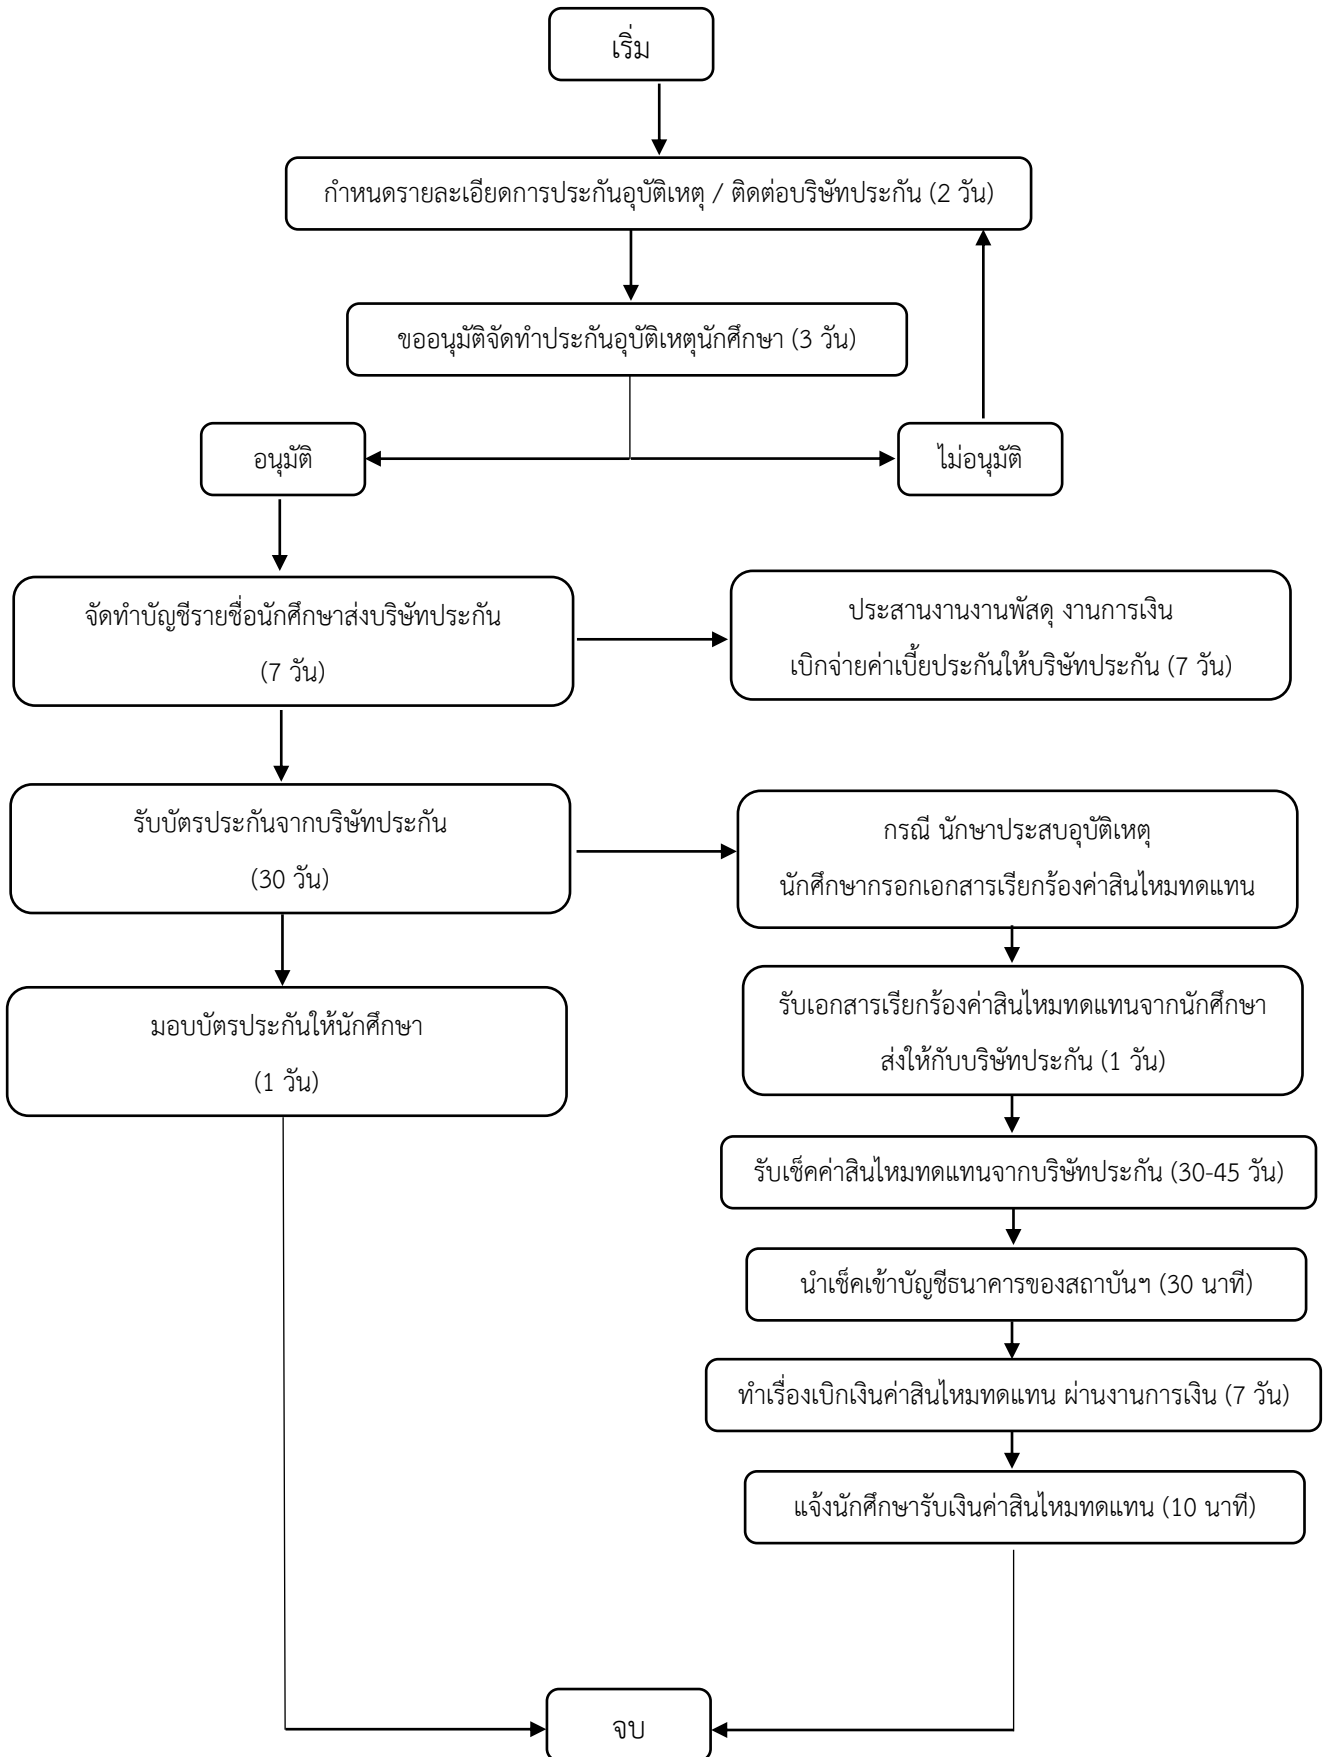 เริ่ม
กำหนดรายละเอียดการประกันอุบัติเหตุ / ติดต่อบริษัทประกัน (2 วัน)
ขออนุมัติจัดทำประกันอุบัติเหตุนักศึกษา (3 วัน)
อนุมัติ
ไม่อนุมัติ
จัดทำบัญชีรายชื่อนักศึกษาส่งบริษัทประกัน
(7 วัน)
ประสานงานงานพัสดุ งานการเงิน
เบิกจ่ายค่าเบี้ยประกันให้บริษัทประกัน (7 วัน)
รับบัตรประกันจากบริษัทประกัน
(30 วัน)
กรณี นักษาประสบอุบัติเหตุ
นักศึกษากรอกเอกสารเรียกร้องค่าสินไหมทดแทน
มอบบัตรประกันให้นักศึกษา
(1 วัน)
รับเอกสารเรียกร้องค่าสินไหมทดแทนจากนักศึกษา
ส่งให้กับบริษัทประกัน (1 วัน)
รับเช็คค่าสินไหมทดแทนจากบริษัทประกัน (30-45 วัน)
นำเช็คเข้าบัญชีธนาคารของสถาบันฯ (30 นาที)
ทำเรื่องเบิกเงินค่าสินไหมทดแทน ผ่านงานการเงิน (7 วัน)
แจ้งนักศึกษารับเงินค่าสินไหมทดแทน (10 นาที)
จบ